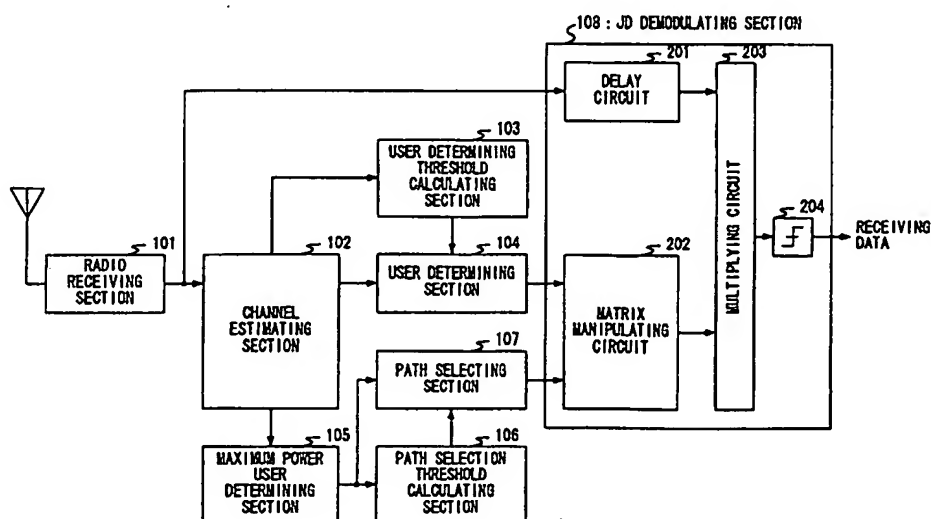 108 : JD DEMODULATING SECTION
201
203
DELAY
CIRCUIT
103
USER DETERMINING
THRESHOLD
CALCULATING
SECTION
MULTIPLYING CIRCUIT
204
RECEIVING
DATA
101
RADIO
RECEIVING
SECTION
102
CHANNEL
ESTIMATING
SECTION
104
USER DETERMINING
SECTION
202
MATRIX
MANIPULATING
CIRCUIT
107
PATH SELECTING
SECTION
105
MAXIMUM POWER
USER
DETERMINING
SECTION
106
PATH SELECTION
THRESHOLD
CALCULATING
SECTION